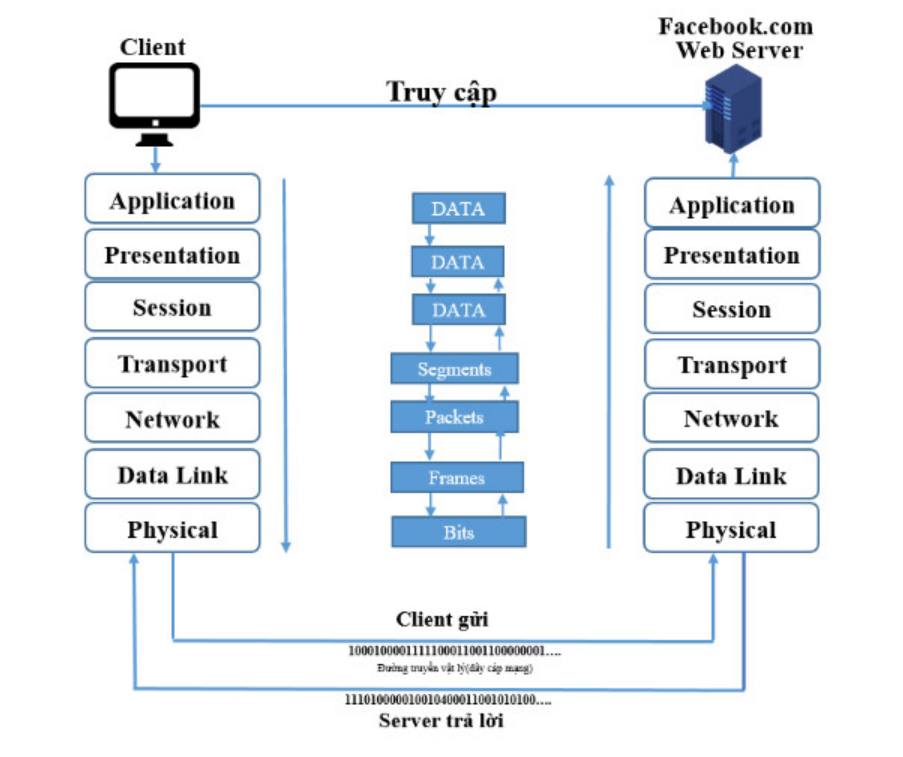 Client
Facebook.com
Web Server
Truy cập
Application
Presentation
Session
Transport
Network
Data Link
Physical
DATA
DATA
DATA
Segments
Packets
Frames
Bits
Application
Presentation
Session
Transport
Network
Data Link
Physical
Client gửi
1000100001111100011001100000001....
Đường truyền vật lý(dây cáp mạng)
11101000001001040001100101010100....
Server trả lời